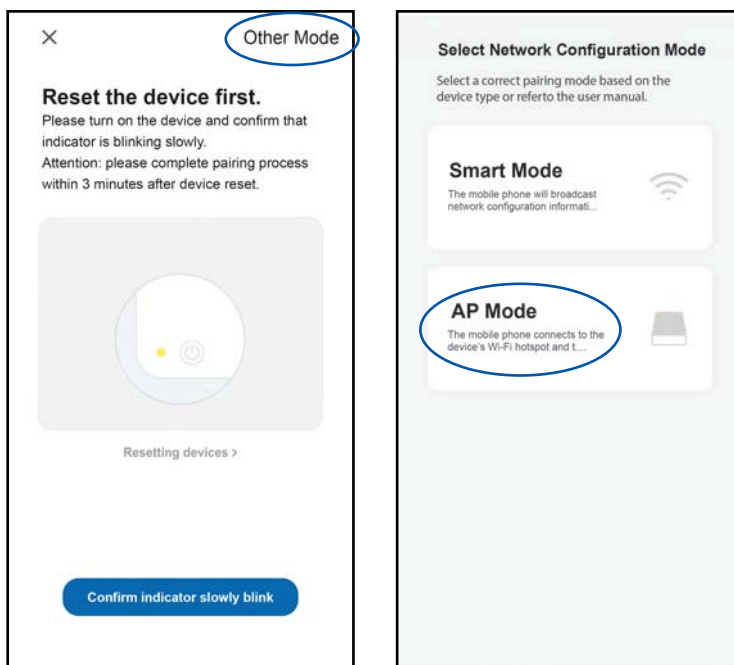 Other Mode
Reset the device first.
Please turn on the device and confirm that
indicator is blinking slowly.
Attention: please complete pairing process
within 3 minutes after device reset.
Resetting devices >
Confirm indicator slowly blink
Select Network Configuration Mode
Select a correct pairing mode based on the
device type or referto the user manual.
Smart Mode
The mobile phone will broadcast
network configuration informati...
AP Mode
The mobile phone connects to the
device's Wi-Fi hotspot and t....